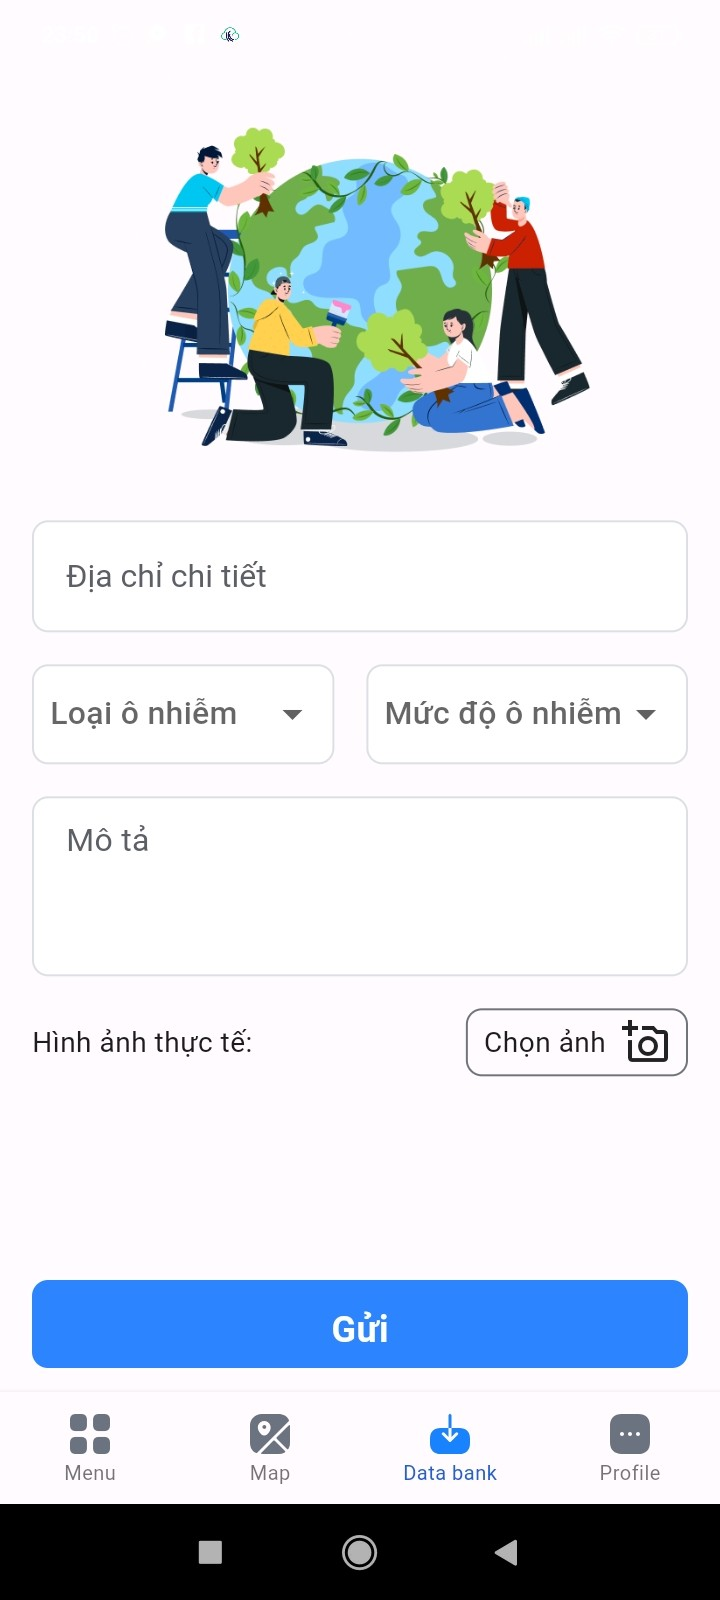 Địa chỉ chi tiết
Loại ô nhiễm
Mức độ ô nhiễm
Mô tả
Hình ảnh thực tế:
Chọn ảnh
Gửi
Menu
Map
Data bank
Profile